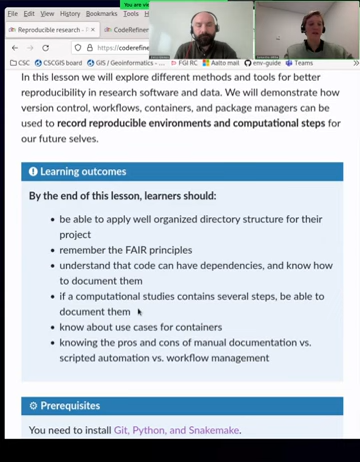 You are vie
File Edit View History Bookmarks Tools H
Reproducible research - P
CodeRefiner
https://coderefine
CSC CSCGIS board GIS / Geoinformatics - ... FGI RC Aalto mail env-guide Teams
In this lesson we will explore different methods and tools for better
reproducibility in research software and data. We will demonstrate how
version control, workflows, containers, and package managers can be
used to record reproducible environments and computational steps for
our future selves.
Learning outcomes
By the end of this lesson, learners should:
• be able to apply well organized directory structure for their
project
• remember the FAIR principles
• understand that code can have dependencies, and know how
to document them
• if a computational studies contains several steps, be able to
document them
• know about use cases for containers
• knowing the pros and cons of manual documentation vs.
scripted automation vs. workflow management
Prerequisites
You need to install Git, Python, and Snakemake.